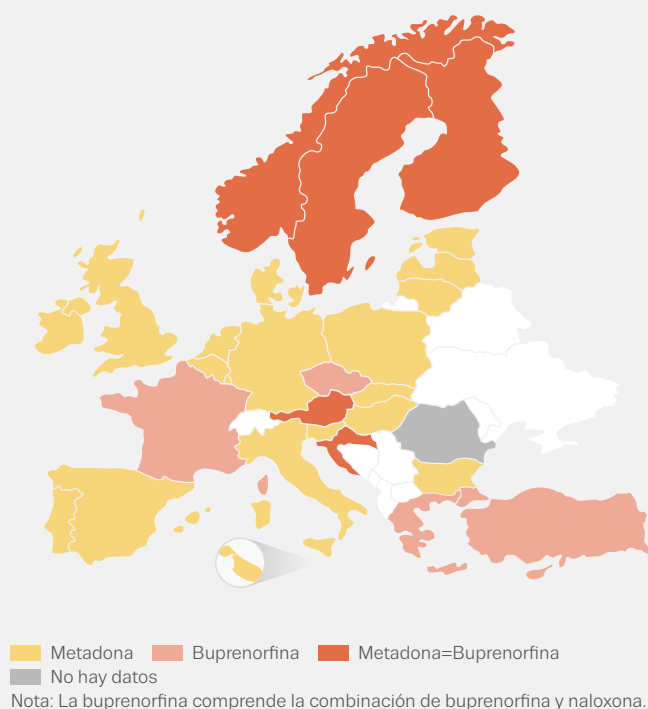 Metadona Buprenorfina Metadona=Buprenorfina
No hay datos
Nota: La buprenorfina comprende la combinación de buprenorfina y naloxona.